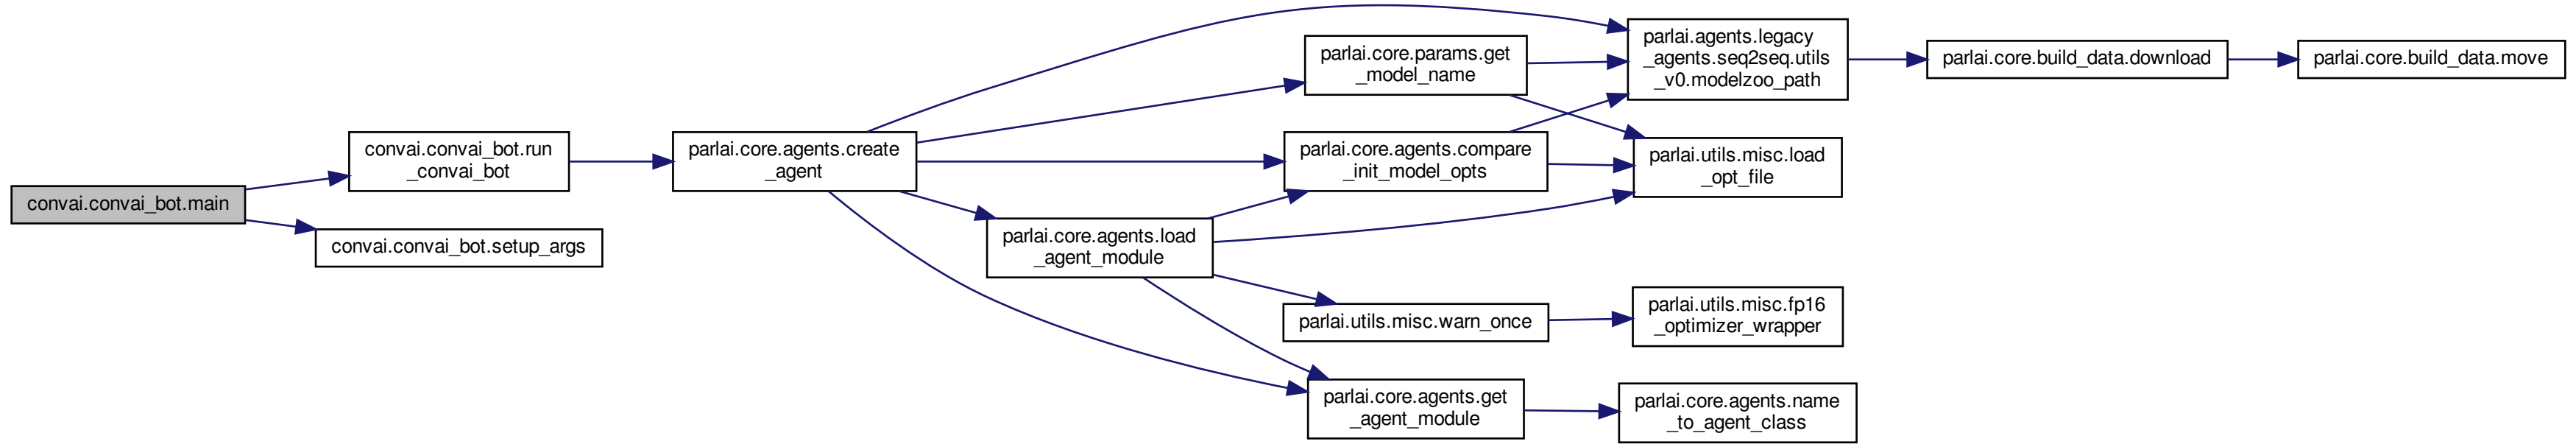 convai.convai_bot.main
convai.convai_bot.run
_convai_bot
convai.convai_bot.setup_args
parlai.core.agents.create
_agent
parlai.core.agents.load
_agent_module
parlai.core.params.get
_model_name
parlai.core.agents.compare
_init_model_opts
parlai.utils.misc.warn_once
parlai.core.agents.get
_agent_module
parlai.agents.legacy
_agents.seq2seq.utils
_v0.modelzoo_path
parlai.utils.misc.load
_opt_file
parlai.utils.misc.fp16
_optimizer_wrapper
parlai.core.agents.name
_to_agent_class
parlai.core.build_data.download
parlai.core.build_data.move